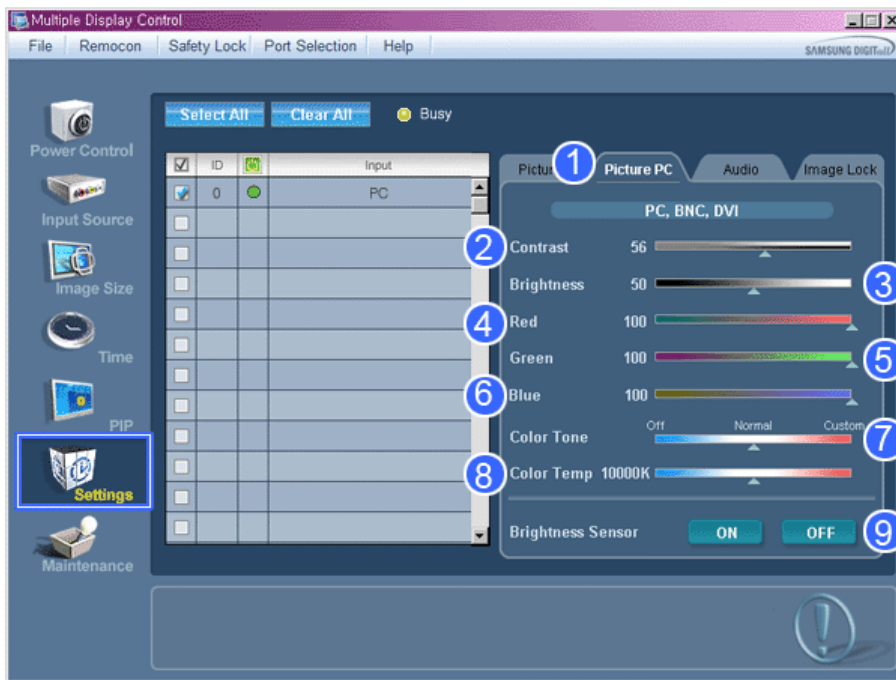 Multiple Display Control
File Remocon Safety Lock Port Selection Help
SAMSUNG DIGITall
Power Control
Input Source
Image Size
Time
PIP
Settings
Maintenance
Select All Clear All Busy
ID Input
0 PC
1 Picture PC Audio Image Lock
PC, BNC, DVI
2 Contrast 56
Brightness 50 3
4 Red 100
Green 100 5
6 Blue 100
Off Normal Custom
Color Tone 7
8 Color Temp 10000K
Brightness Sensor ON OFF 9